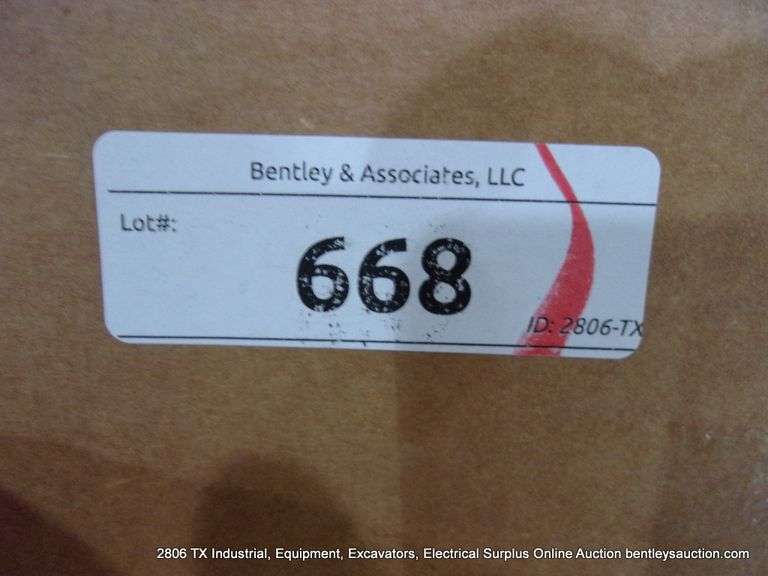 Bentley & Associates, LLC
Lot#:
668
ID: 2806-TX
2806 TX Industrial, Equipment, Excavators, Electrical Surplus Online Auction bentleysauction.com